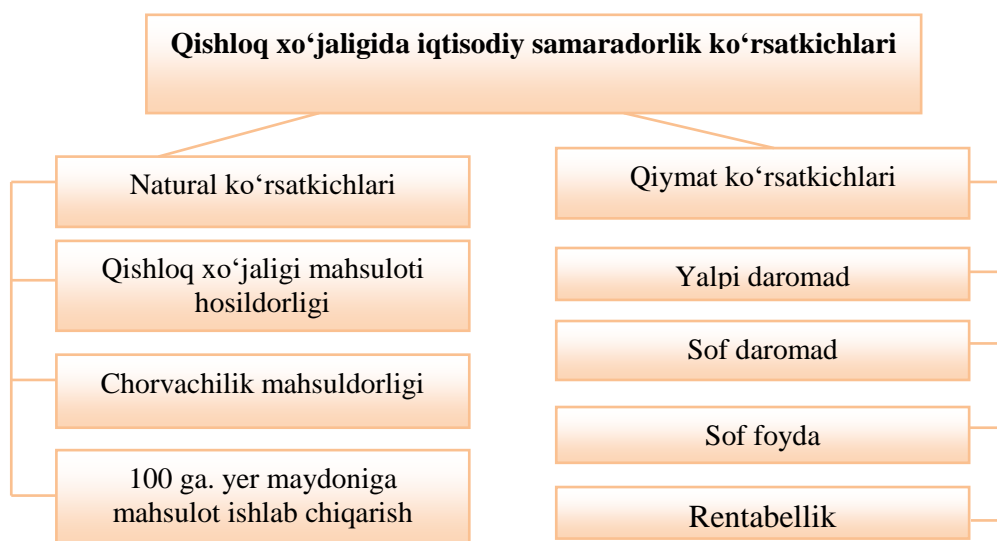 Qishloq xo‘jaligida iqtisodiy samaradorlik ko‘rsatkichlari
Natural ko‘rsatkichlari
Qishloq xo‘jaligi mahsuloti
hosildorligi
Chorvachilik mahsuldorligi
100 ga. yer maydoniga
mahsulot ishlab chiqarish
Qiymat ko‘rsatkichlari
Yalpi daromad
Sof daromad
Sof foyda
Rentabellik